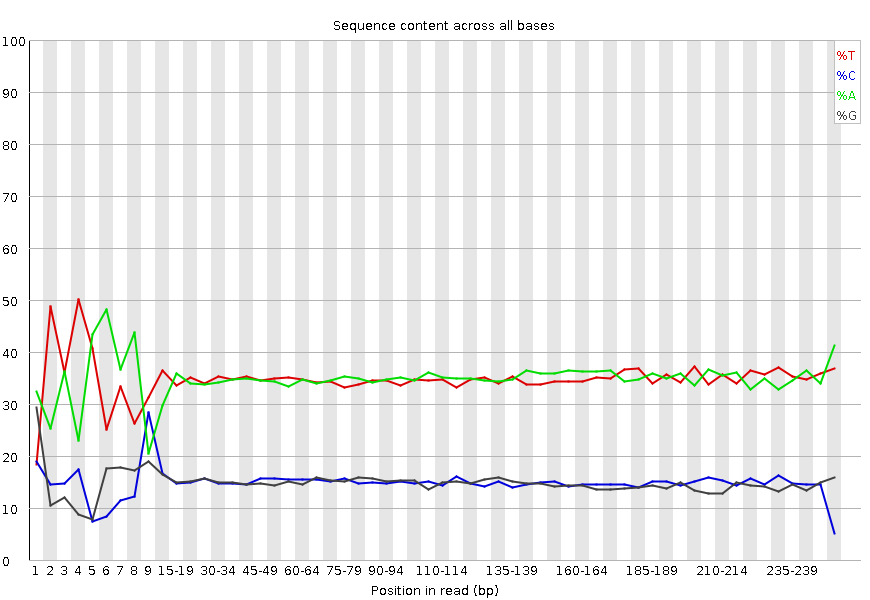 Sequence content across all bases
100
90
80
70
60
50
40
30
20
10
0
%T
%C
%A
%G
1 2 3 4 5 6 7 8 9 15-19 30-34 45-49 60-64 75-79 90-94 110-114 135-139 160-164 185-189 210-214 235-239
Position in read (bp)